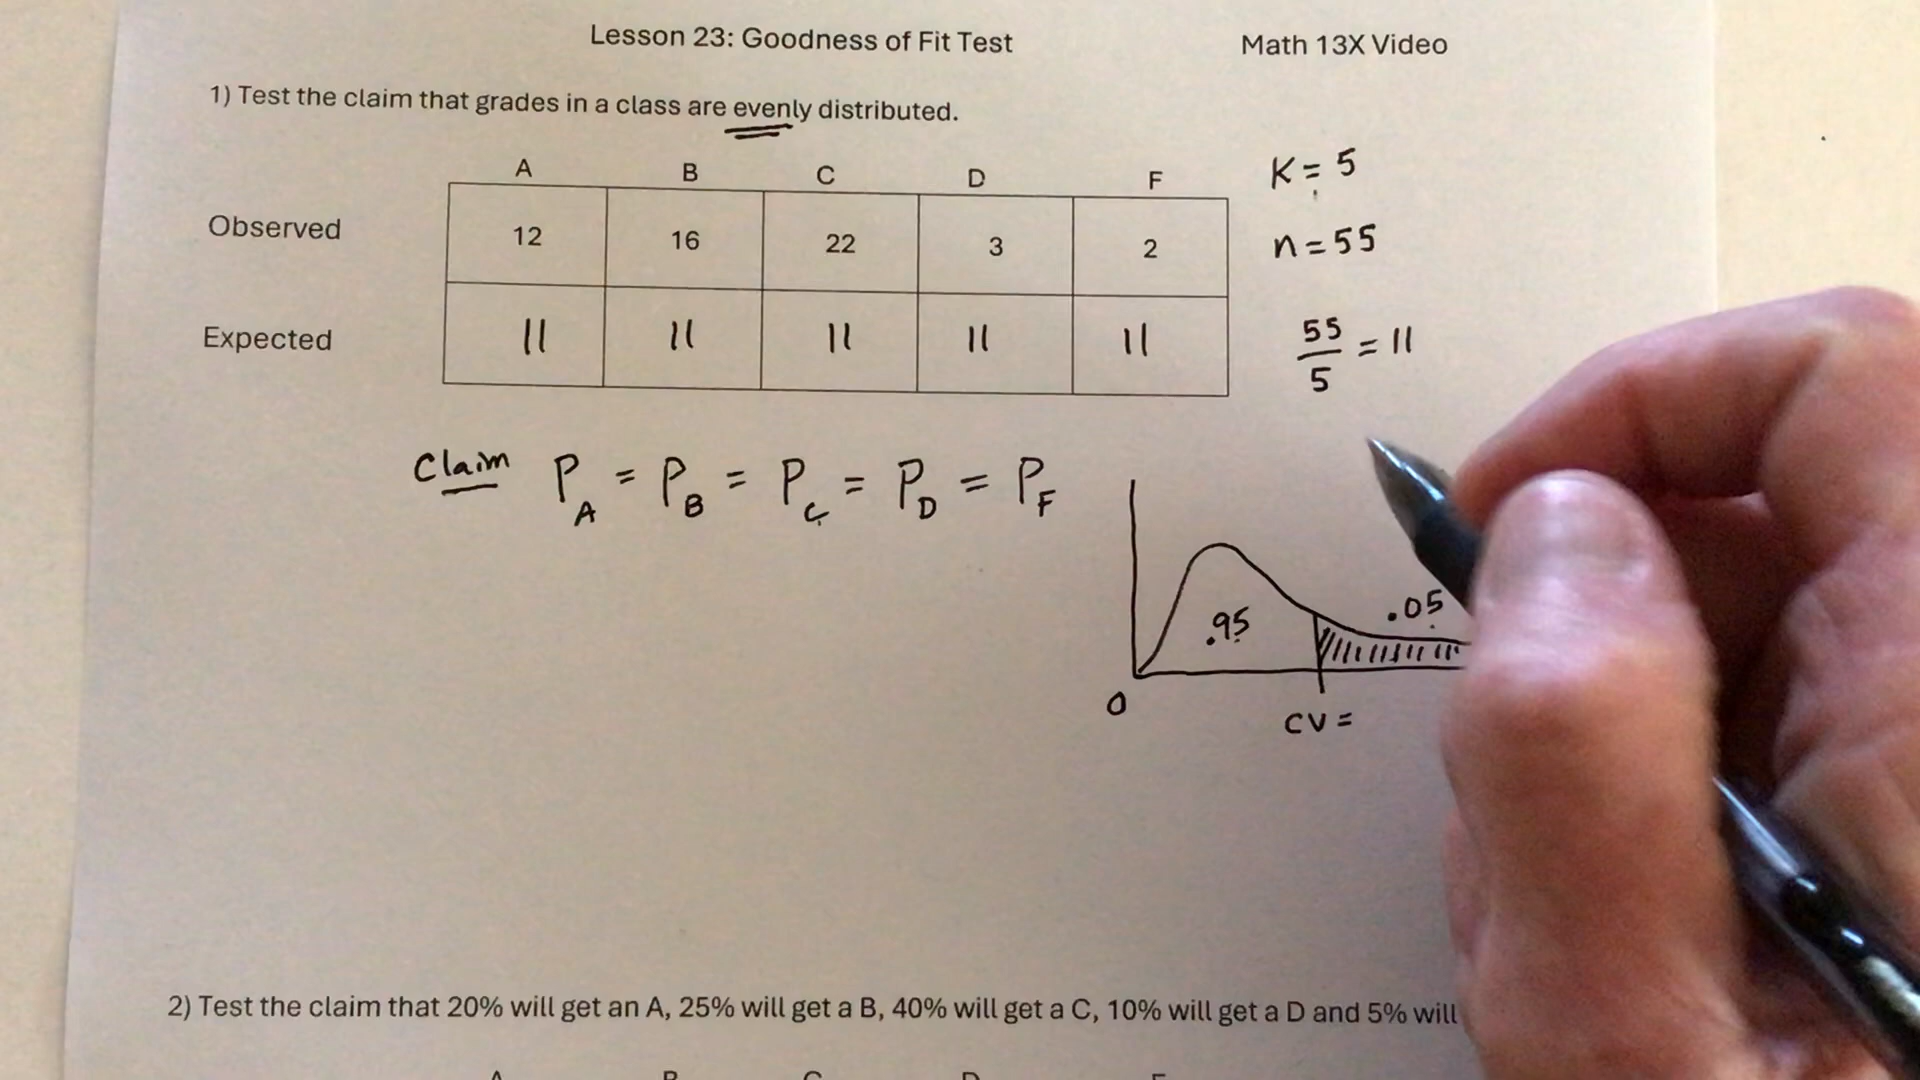 Lesson 23: Goodness of Fit Test
Math 13X Video
1) Test the claim that grades in a class are evenly distributed.
A B C D F
Observed 12 16 22 3 2
Expected 11 11 11 11 11
K = 5
n = 55
55/5 = 11
Claim P_A = P_B = P_C = P_D = P_F
.95 .05
0
CV =
2) Test the claim that 20% will get an A, 25% will get a B, 40% will get a C, 10% will get a D and 5% will